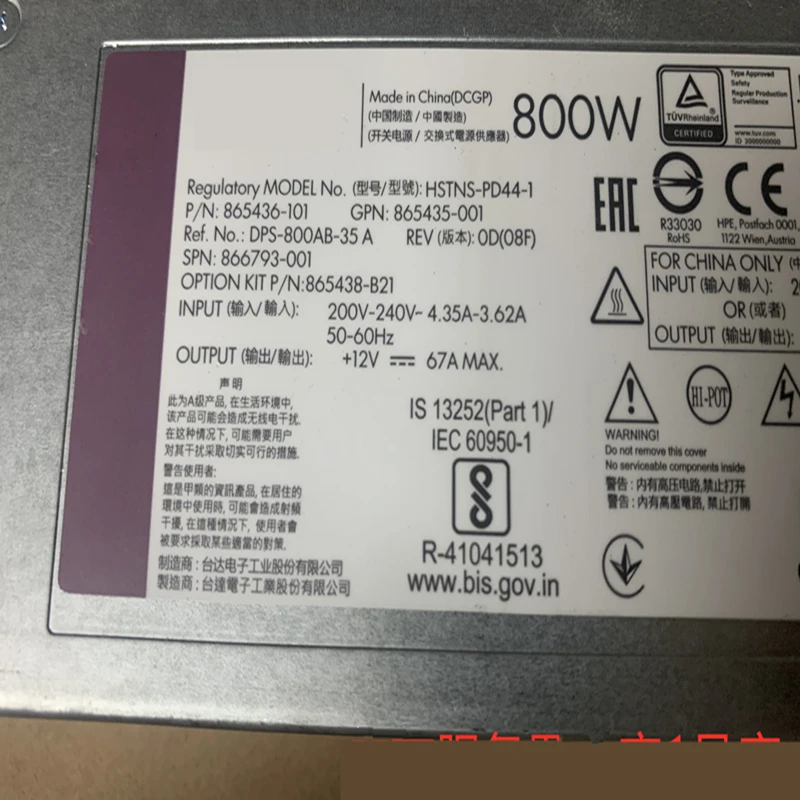 Made in China(DCGP)
(中国制造 / 中國製造)
(开关电源 / 交換式電源供應器)
800W
TÜVRheinland
CERTIFIED
Type Approved
Safety
Regular Production
Surveillance
www.tuv.com
ID 2000000000
Regulatory MODEL No. (型号/型號): HSTNS-PD44-1
P/N: 865436-101 GPN: 865435-001
Ref. No.: DPS-800AB-35 A REV (版本): 0D(08F)
SPN: 866793-001
OPTION KIT P/N:865438-B21
INPUT (输入/輸入): 200V-240V~ 4.35A-3.62A
50-60Hz
OUTPUT (输出/輸出): +12V 67A MAX.
EAC
R33030
RoHS
CE
HPE, Postfach 0001,
1122 Wien,Austria
FOR CHINA ONLY
INPUT (输入/輸入):
OR (或者)
OUTPUT (输出/輸出):
声 明
此为A级产品, 在生活环境中,
该产品可能会造成无线电干扰.
在这种情况下, 可能需要用户
对其干扰采取切实可行的措施.
警告使用者:
這是甲類的資訊產品, 在居住的
環境中使用時, 可能會造成射頻
干擾, 在這種情況下, 使用者會
被要求採取某些適當的對策.
制造商 : 台达电子工业股份有限公司
製造商 : 台達電子工業股份有限公司
IS 13252(Part 1)/
IEC 60950-1
R-41041513
www.bis.gov.in
HI-POT
WARNING!
Do not remove this cover
No serviceable components inside
警告 : 内有高压电路, 禁止打开
警告 : 內有高壓電路, 禁止打開